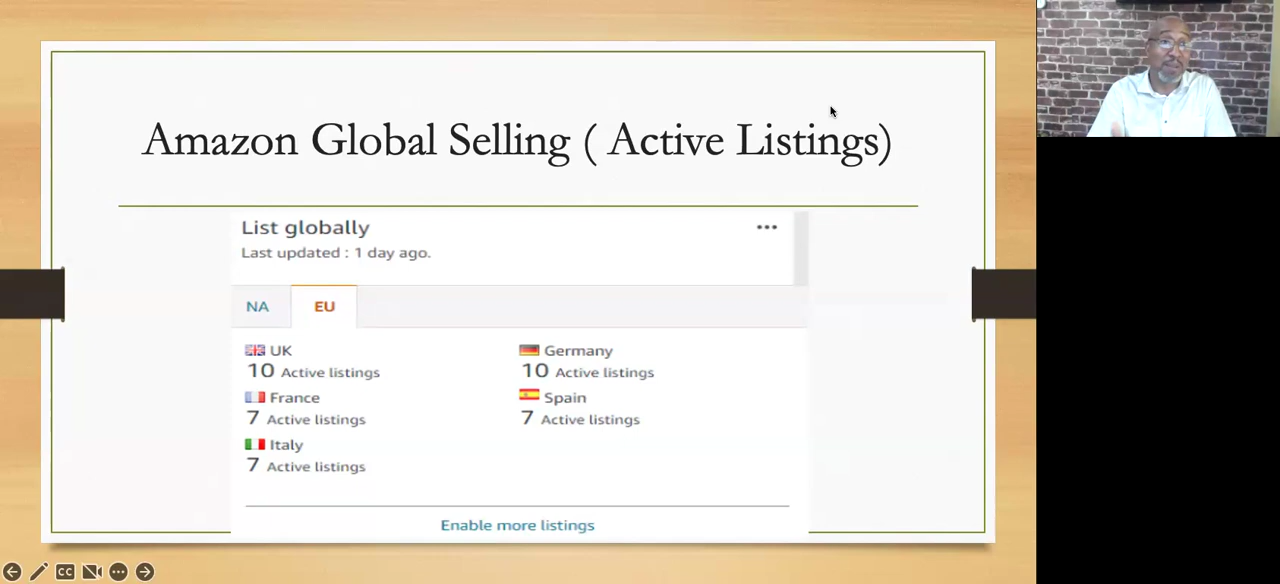 Amazon Global Selling ( Active Listings)
List globally
Last updated : 1 day ago.
NA EU
UK Germany
10 Active listings 10 Active listings
France Spain
7 Active listings 7 Active listings
Italy
7 Active listings
Enable more listings
CC